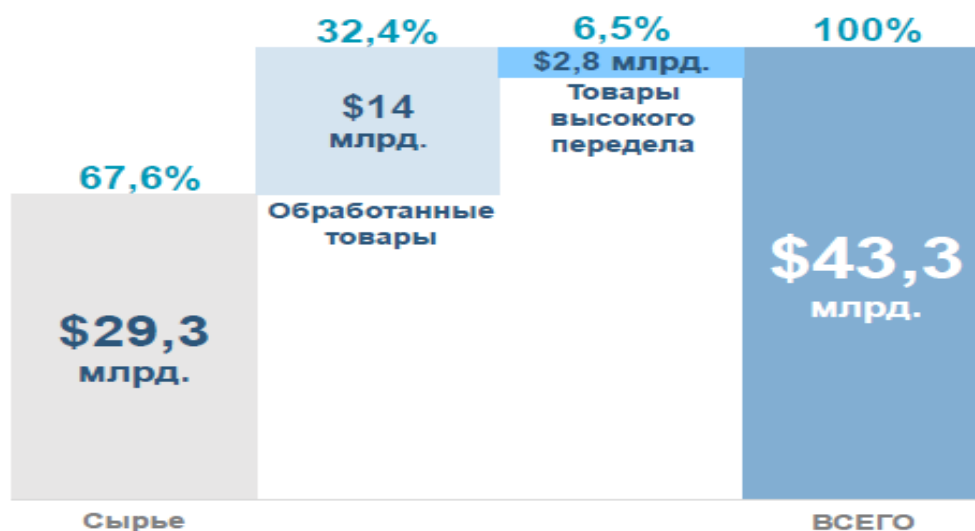 32,4%
6,5%
100%
$2,8 млрд.
Товары
высокого
передела
$14
млрд.
67,6%
Обработанные
товары
$43,3
млрд.
$29,3
млрд.
Сырье
ВСЕГО